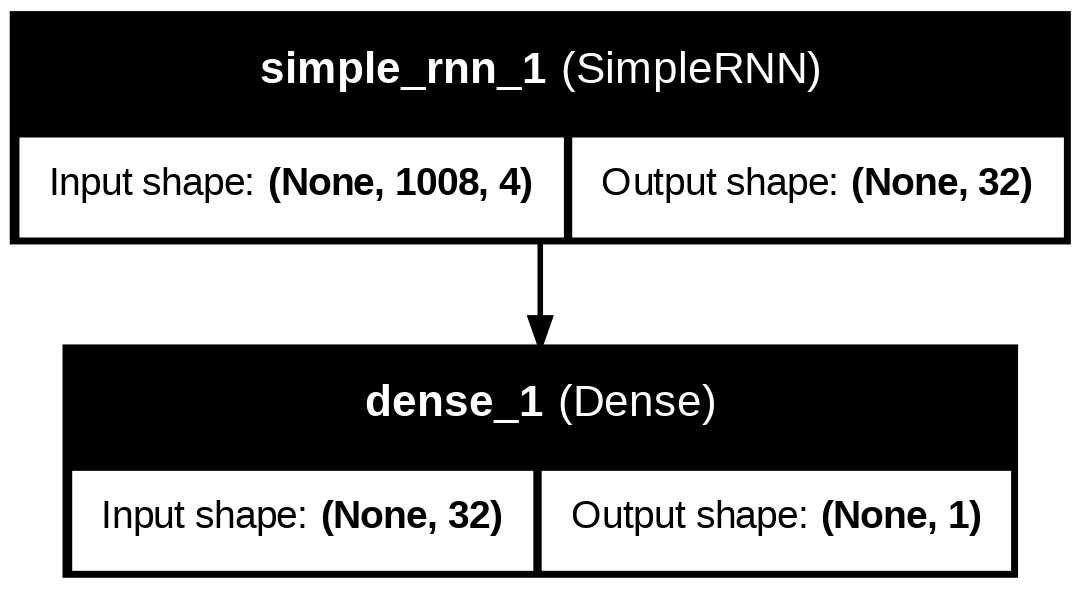 simple_rnn_1 (SimpleRNN)
Input shape: (None, 1008, 4) Output shape: (None, 32)
dense_1 (Dense)
Input shape: (None, 32) Output shape: (None, 1)